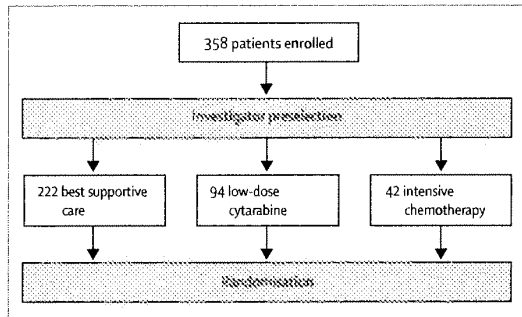 358 patients enrolled
Investigator preselection
222 best supportive
care
94 low-dose
cytarabine
42 intensive
chemotherapy
Randomisation